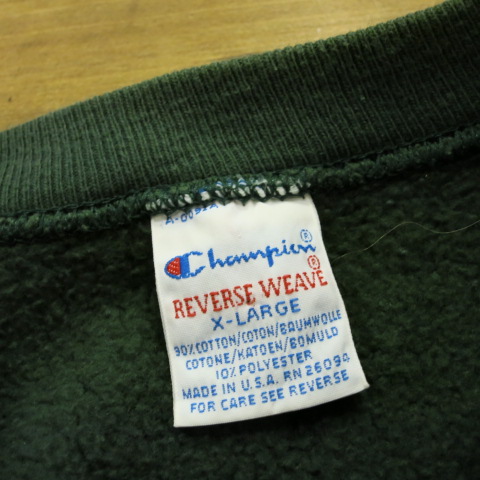 Champion®
REVERSE WEAVE®
X-LARGE
90% COTTON/COTON/BAUMWOLLE
COTONE/KATOEN/BOMULD
10% POLYESTER
MADE IN U.S.A. RN 26094
FOR CARE SEE REVERSE